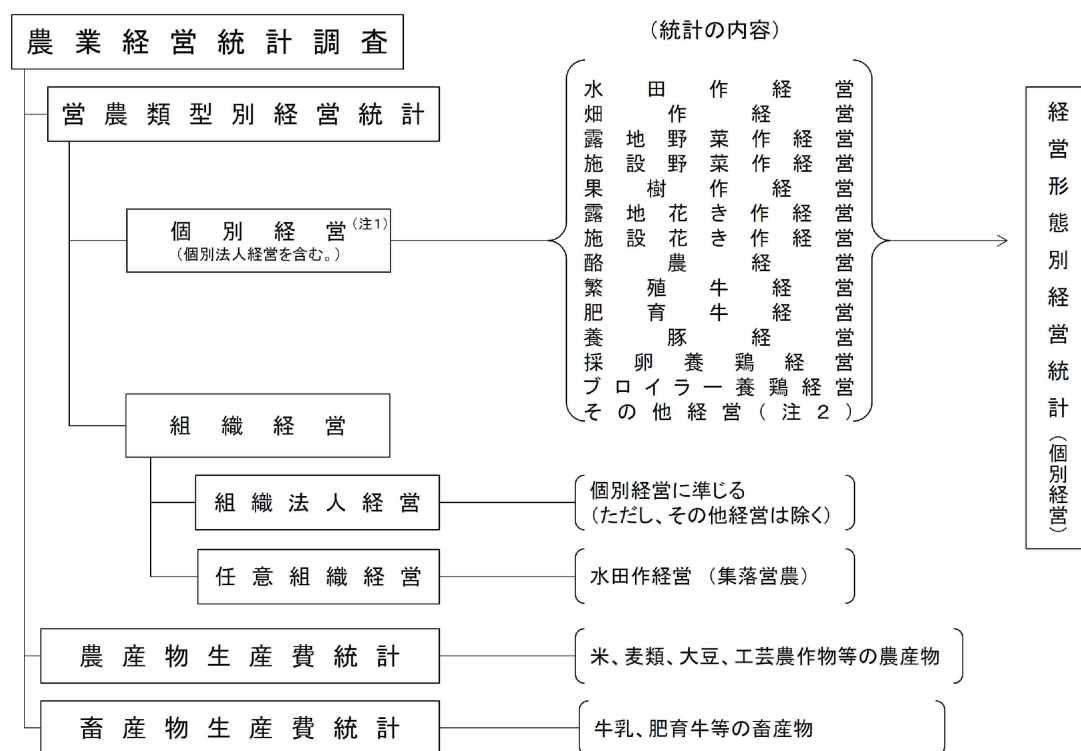 農業経営統計調査
(統計の内容)
営農類型別経営統計
個別経営(注1)
(個別法人経営を含む。)
水田作経営
畑作経営
露地野菜作経営
施設野菜作経営
果樹作経営
露地花き作経営
施設花き作経営
酪農経営
繁殖牛経営
肥育牛経営
養豚経営
採卵養鶏経営
ブロイラー養鶏経営
その他経営(注2)
経営形態別経営統計(個別経営)
組織経営
組織法人経営
個別経営に準じる
(ただし、その他経営は除く)
任意組織経営
水田作経営 (集落営農)
農産物生産費統計
米、麦類、大豆、工芸農作物等の農産物
畜産物生産費統計
牛乳、肥育牛等の畜産物